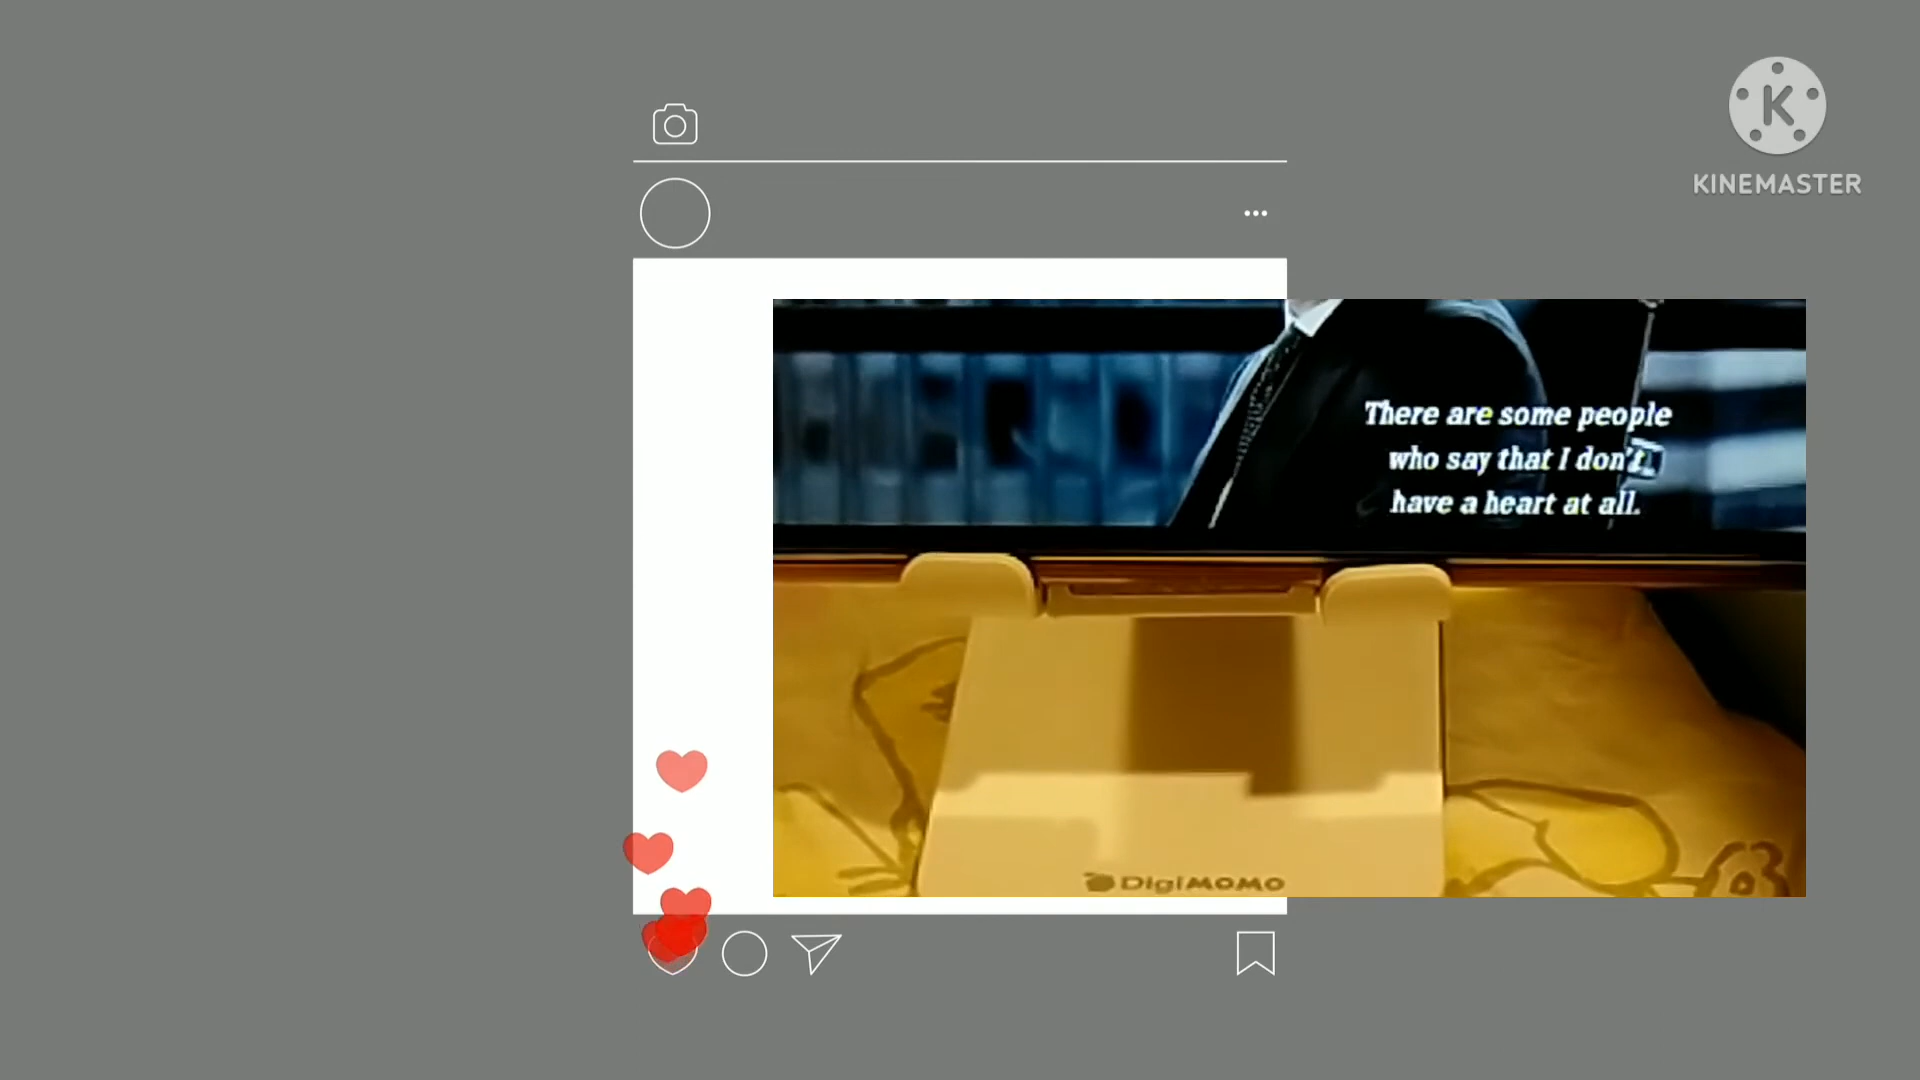 K
KINEMASTER
There are some people
who say that I don't
have a heart at all.
DigiMOMO